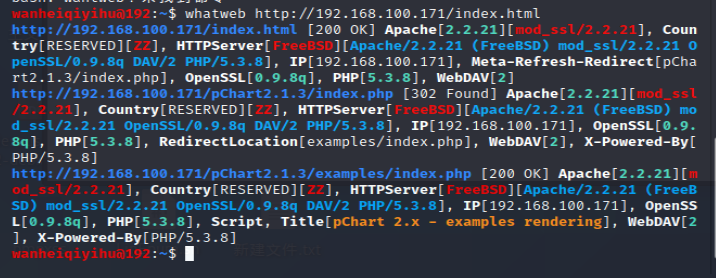 wanheiqiyihu@192:~$ whatweb http://192.168.100.171/index.html
http://192.168.100.171/index.html [200 OK] Apache[2.2.21][mod_ssl/2.2.21], Coun
try[RESERVED][ZZ], HTTPServer[FreeBSD][Apache/2.2.21 (FreeBSD) mod_ssl/2.2.21 O
penSSL/0.9.8q DAV/2 PHP/5.3.8], IP[192.168.100.171], Meta-Refresh-Redirect[pCha
rt2.1.3/index.php], OpenSSL[0.9.8q], PHP[5.3.8], WebDAV[2]
http://192.168.100.171/pChart2.1.3/index.php [302 Found] Apache[2.2.21][mod_ssl
/2.2.21], Country[RESERVED][ZZ], HTTPServer[FreeBSD][Apache/2.2.21 (FreeBSD) mo
d_ssl/2.2.21 OpenSSL/0.9.8q DAV/2 PHP/5.3.8], IP[192.168.100.171], OpenSSL[0.9.
8q], PHP[5.3.8], RedirectLocation[examples/index.php], WebDAV[2], X-Powered-By[
PHP/5.3.8]
http://192.168.100.171/pChart2.1.3/examples/index.php [200 OK] Apache[2.2.21][m
od_ssl/2.2.21], Country[RESERVED][ZZ], HTTPServer[FreeBSD][Apache/2.2.21 (FreeB
SD) mod_ssl/2.2.21 OpenSSL/0.9.8q DAV/2 PHP/5.3.8], IP[192.168.100.171], OpenSS
L[0.9.8q], PHP[5.3.8], Script, Title[pChart 2.x - examples rendering], WebDAV[2
], X-Powered-By[PHP/5.3.8]
wanheiqiyihu@192:~$